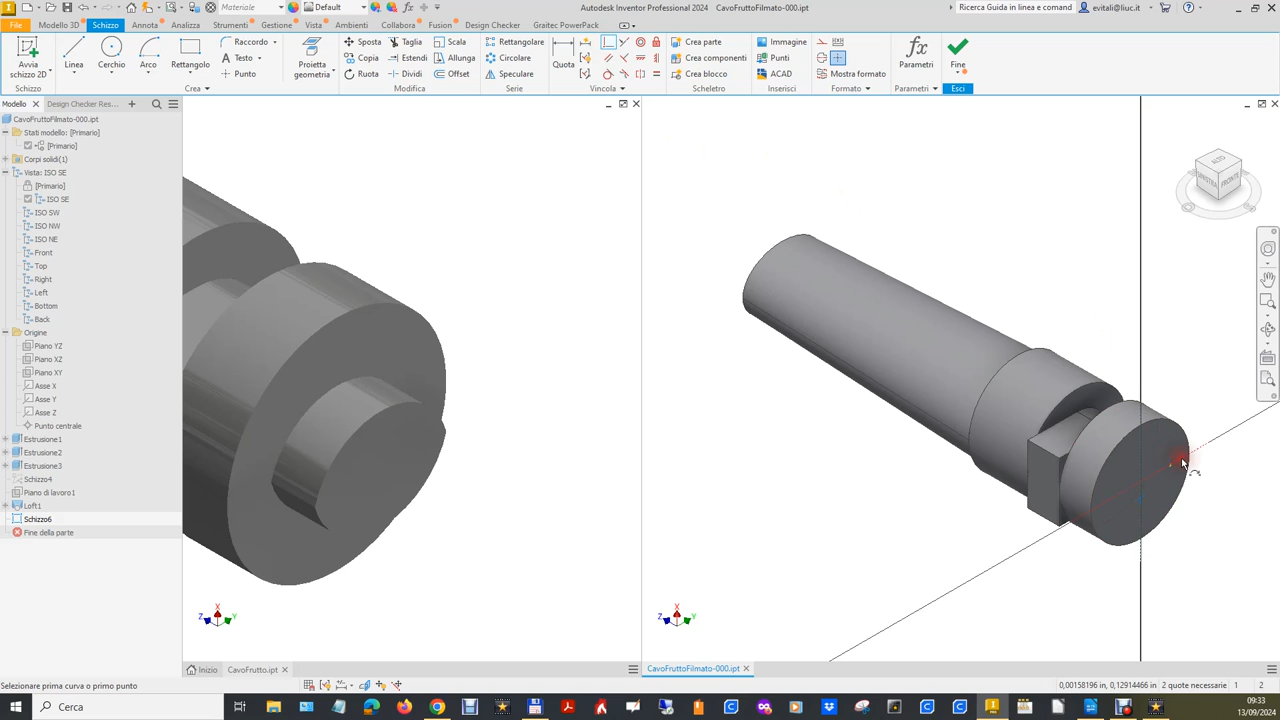 Materiale
Default
Autodesk Inventor Professional 2024 CavoFruttoFilmato-000.ipt
Ricerca Guida in linea e comandi
evitali@liuc.it
File Modello 3D Schizzo Annota Analizza Strumenti Gestisci Vista Ambienti Collabora Fusion Design Checker Graitec PowerPack
Avvia schizzo 2D
Linea
Cerchio
Arco
Rettangolo
Raccordo
Testo
Punto
Proietta geometria
Sposta
Copia
Ruota
Taglia
Estendi
Dividi
Scala
Allunga
Offset
Rettangolare
Circolare
Speculare
Quota
Crea parte
Crea componenti
Crea blocco
Immagine
Punti
ACAD
Mostra formato
Parametri
Fine
Schizzo Crea Modifica Serie Vincola Scheletro Inserisci Formato Parametri Esci
Modello Design Checker Res...
CavoFruttoFilmato-000.ipt
Stati modello: [Primario]
[Primario]
Corpi solidi(1)
Vista: ISO SE
[Primario]
ISO SE
ISO SW
ISO NW
ISO NE
Front
Top
Right
Left
Bottom
Back
Origine
Piano YZ
Piano XZ
Piano XY
Asse X
Asse Y
Asse Z
Punto centrale
Estrusione1
Estrusione2
Estrusione3
Schizzo4
Piano di lavoro1
Loft1
Schizzo6
Fine della parte
ALTO
SINISTRA
FRONTE
X
Z
Y
X
Z
Y
Inizio CavoFrutto.ipt
CavoFruttoFilmato-000.ipt
Selezionare prima curva o primo punto
0,00158196 in, 0,12914466 in 2 quote necessarie 1 2
Cerca
09:33
13/09/2024